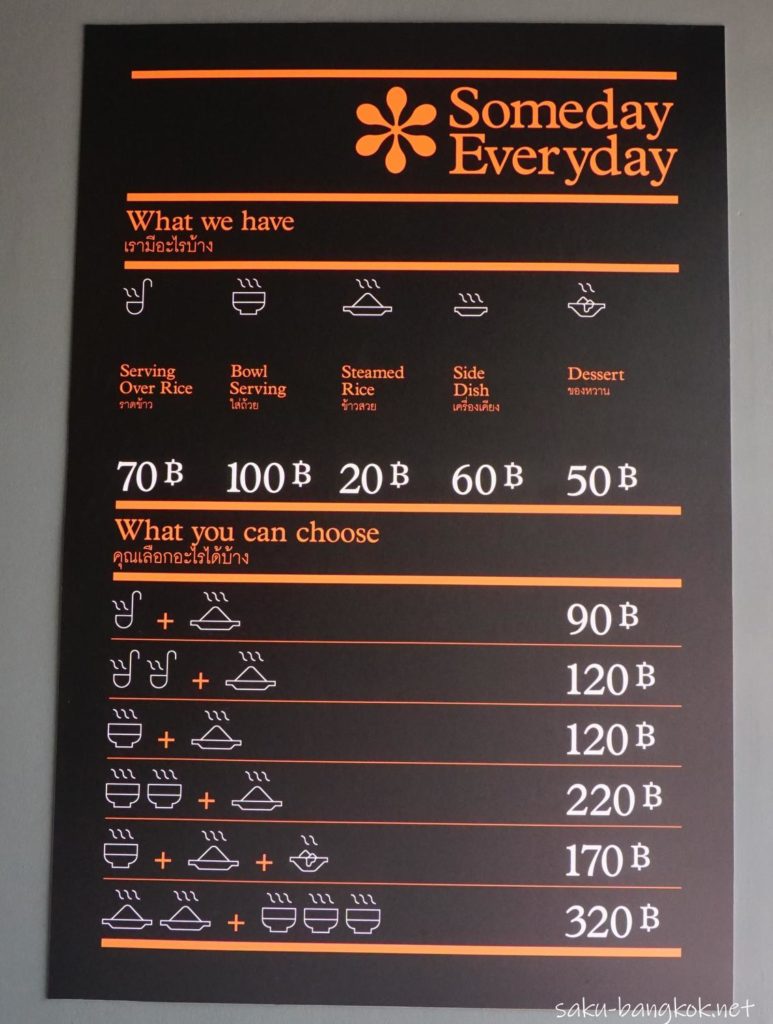 Someday
Everyday
What we have
เรามีอะไรบ้าง
Serving
Over Rice
ราดข้าว
Bowl
Serving
ใส่ถ้วย
Steamed
Rice
ข้าวสวย
Side
Dish
เครื่องเคียง
Dessert
ของหวาน
70 ฿
100 ฿
20 ฿
60 ฿
50 ฿
What you can choose
คุณเลือกอะไรได้บ้าง
+ 90 ฿
+ 120 ฿
+ 120 ฿
+ 220 ฿
+ + 170 ฿
+ 320 ฿
saku-bangkok.net